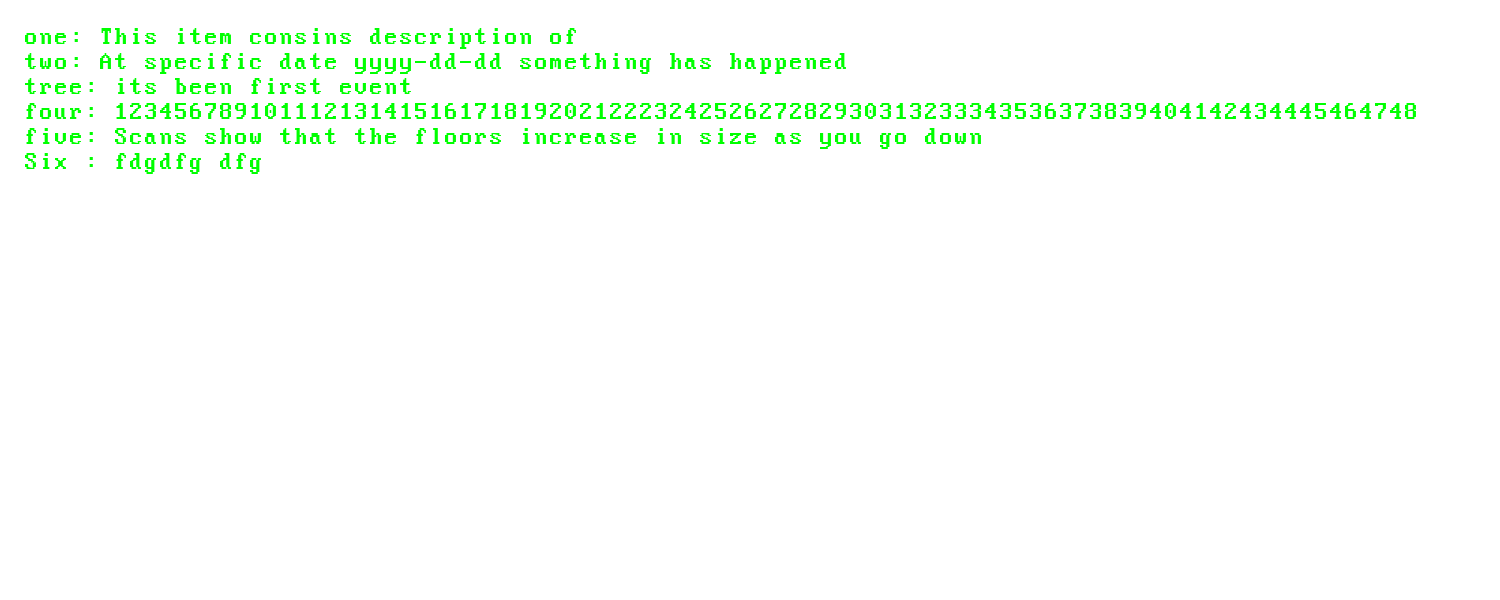 one: This item consins description of
two: At specific date yyyy-dd-dd something has happened
tree: its been first event
four: 123456789101112131415161718192021222324252627282930313233343536373839404142434445464748
five: Scans show that the floors increase in size as you go down
Six : fdgdfg dfg